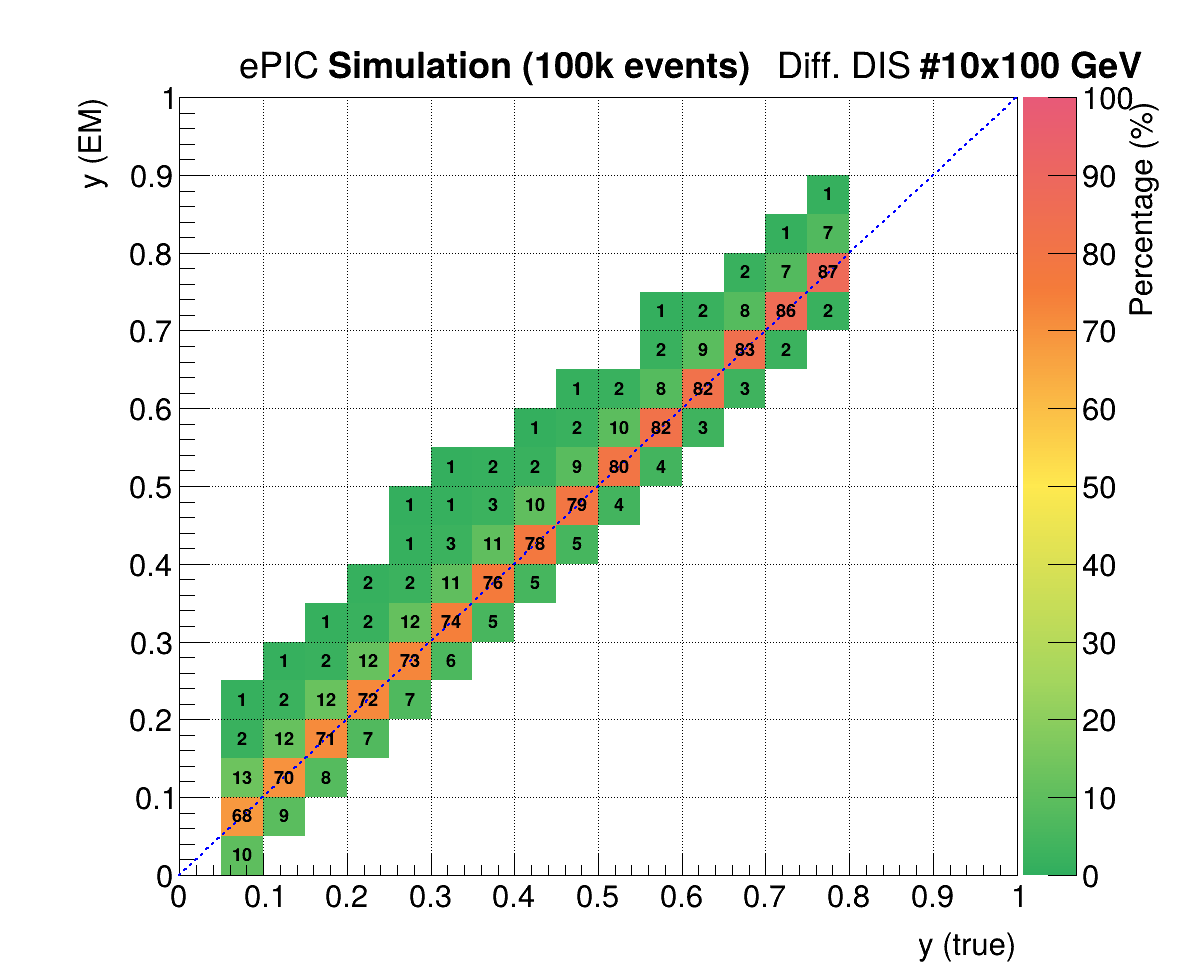 ePIC Simulation (100k events) Diff. DIS #10x100 GeV
y (EM)
Percentage (%)
1
100
0.9
1
90
1 7
0.8
2 7 87
80
1 2 8 86 2
0.7
2 9 83 2
70
1 2 8 82 3
0.6
1 2 10 82 3
60
1 2 2 9 80 4
0.5
1 1 3 10 79 4
50
1 3 11 78 5
0.4
2 2 11 76 5
40
1 2 12 74 5
0.3
1 2 12 73 6
30
1 2 12 72 7
0.2
2 12 71 7
20
13 70 8
0.1
68 9
10
10
0
0
0 0.1 0.2 0.3 0.4 0.5 0.6 0.7 0.8 0.9 1
y (true)